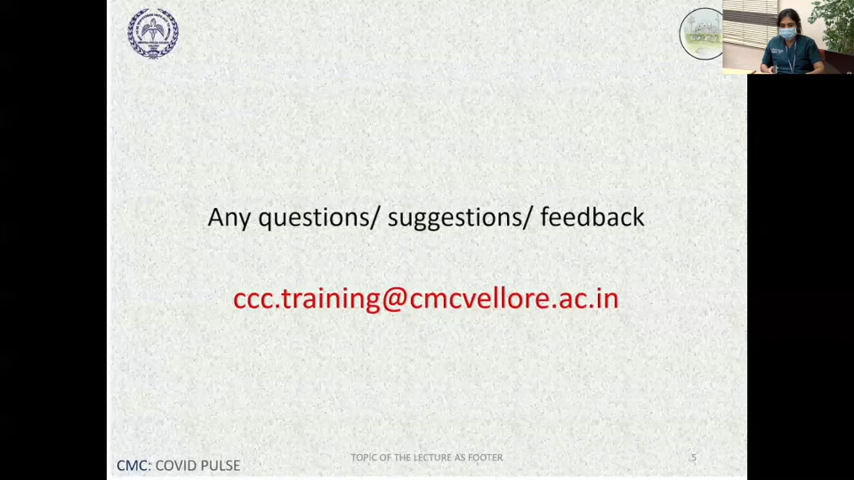 Any questions/ suggestions/ feedback
ccc.training@cmcvellore.ac.in
CMC: COVID PULSE
TOPIC OF THE LECTURE AS FOOTER
5